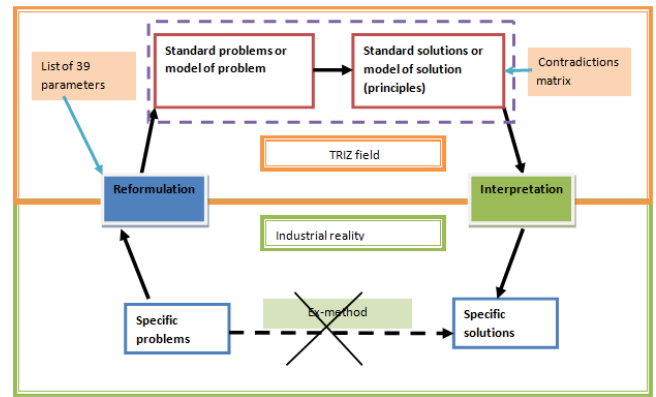 List of 39
parameters
Standard problems or
model of problem
Standard solutions or
model of solution
(principles)
Contradictions
matrix
TRIZ field
Reformulation
Interpretation
Industrial reality
Specific
problems
Ex-method
Specific
solutions